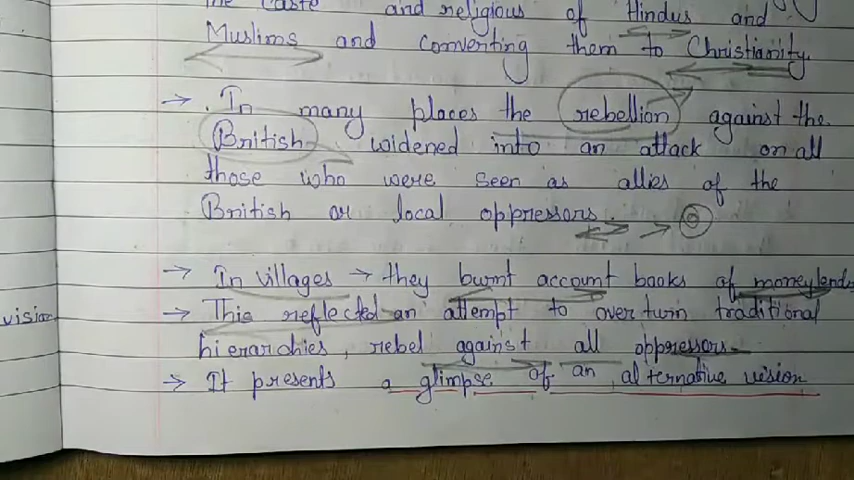 the caste and religious of Hindus and
Muslims and converting them to Christianity.
→ . In many places the rebellion against the
British widened into an attack on all
those who were seen as allies of the
British or local oppressors.
→ In villages → they burnt account books of moneylend
→ This reflected an attempt to overturn traditional
vision
hierarchies, rebel against all oppressors
→ It presents a glimpse of an alternative vision